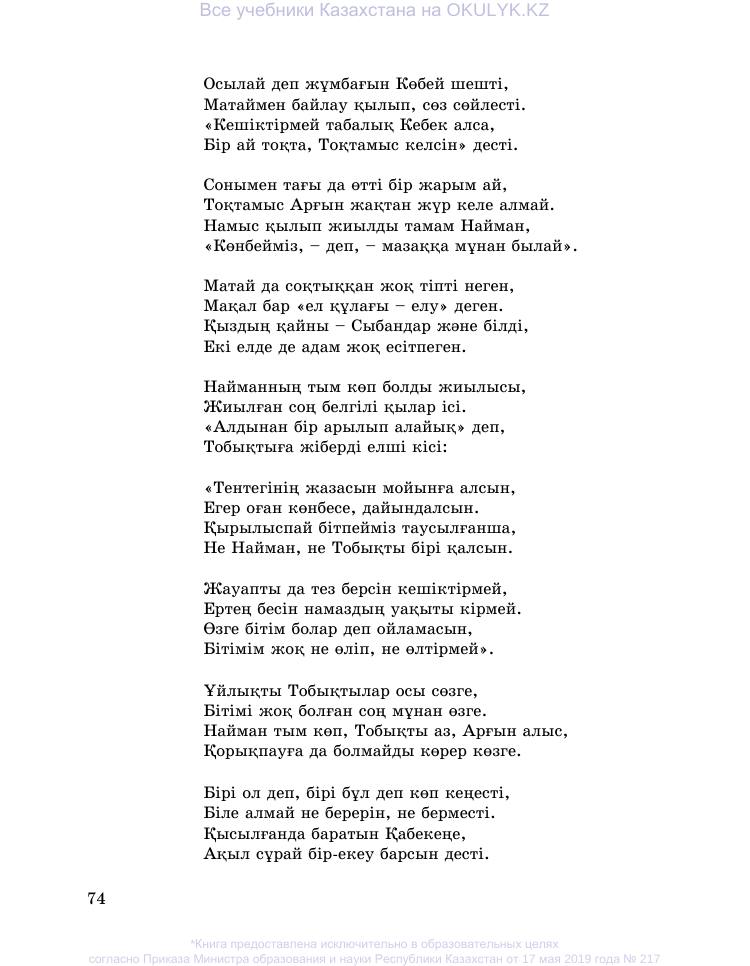 Все учебники Казахстана на OKULYK.KZ
Осылай деп жұмбағын Көбей шешті,
Матаймен байлау қылып, сөз сөйлесті.
«Кешіктірмей табалық Кебек алса,
Бір ай тоқта, Тоқтамыс келсін» десті.
Сонымен тағы да өтті бір жарым ай,
Тоқтамыс Арғын жақтан жүр келе алмай.
Намыс қылып жиылды тамам Найман,
«Көнбейміз, – деп, – мазаққа мұнан былай».
Матай да соқтыққан жоқ тіпті неген,
Мақал бар «ел құлағы – елу» деген.
Қыздың қайны – Сыбандар және білді,
Екі елде де адам жоқ есітпеген.
Найманның тым көп болды жиылысы,
Жиылған соң белгілі қылар ісі.
«Алдынан бір арылып алайық» деп,
Тобықтыға жіберді елші кісі:
«Тентегінің жазасын мойынға алсын,
Егер оған көнбесе, дайындалсын.
Қырылыспай бітпейміз таусылғанша,
Не Найман, не Тобықты бірі қалсын.
Жауапты да тез берсін кешіктірмей,
Ертең бесін намаздың уақыты кірмей.
Өзге бітім болар деп ойламасын,
Бітімім жоқ не өліп, не өлтірмей».
Ұйлықты Тобықтылар осы сөзге,
Бітімі жоқ болған соң мұнан өзге.
Найман тым көп, Тобықты аз, Арғын алыс,
Қорықпауға да болмайды көрер көзге.
Бірі ол деп, бірі бұл деп көп кеңесті,
Біле алмай не берерін, не берместі.
Қысылғанда баратын Қабекеңе,
Ақыл сұрай бір-екеу барсын десті.
74
*Книга предоставлена исключительно в образовательных целях
согласно Приказа Министра образования и науки Республики Казахстан от 17 мая 2019 года № 217